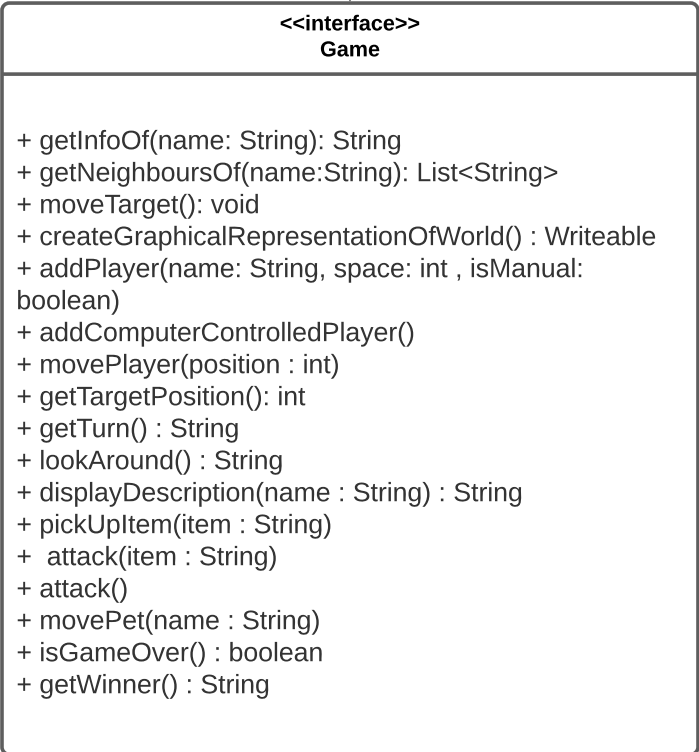 <<interface>>
Game
+ getInfoOf(name: String): String
+ getNeighboursOf(name:String): List<String>
+ moveTarget(): void
+ createGraphicalRepresentationOfWorld() : Writeable
+ addPlayer(name: String, space: int , isManual:
boolean)
+ addComputerControlledPlayer()
+ movePlayer(position : int)
+ getTargetPosition(): int
+ getTurn() : String
+ lookAround() : String
+ displayDescription(name : String) : String
+ pickUpItem(item : String)
+  attack(item : String)
+ attack()
+ movePet(name : String)
+ isGameOver() : boolean
+ getWinner() : String